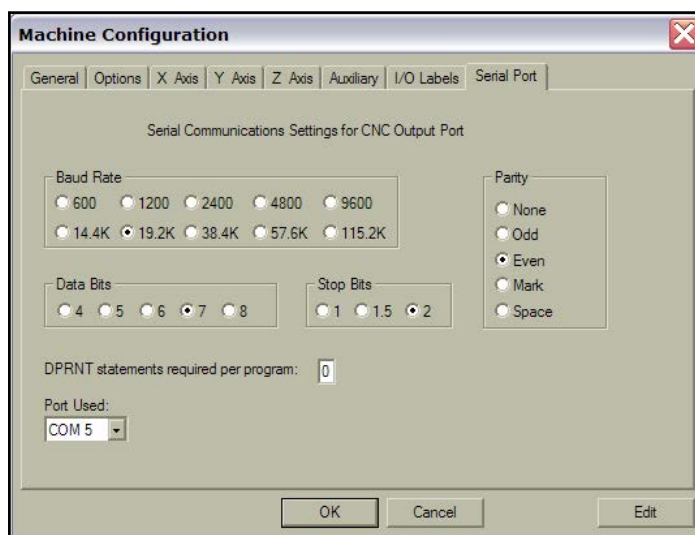 Machine Configuration
General Options X Axis Y Axis Z Axis Auxiliary I/O Labels Serial Port
Serial Communications Settings for CNC Output Port
Baud Rate
600 1200 2400 4800 9600
14.4K 19.2K 38.4K 57.6K 115.2K
Parity
None
Odd
Even
Mark
Space
Data Bits
4 5 6 7 8
Stop Bits
1 1.5 2
DPRNT statements required per program: 0
Port Used:
COM 5
OK Cancel Edit